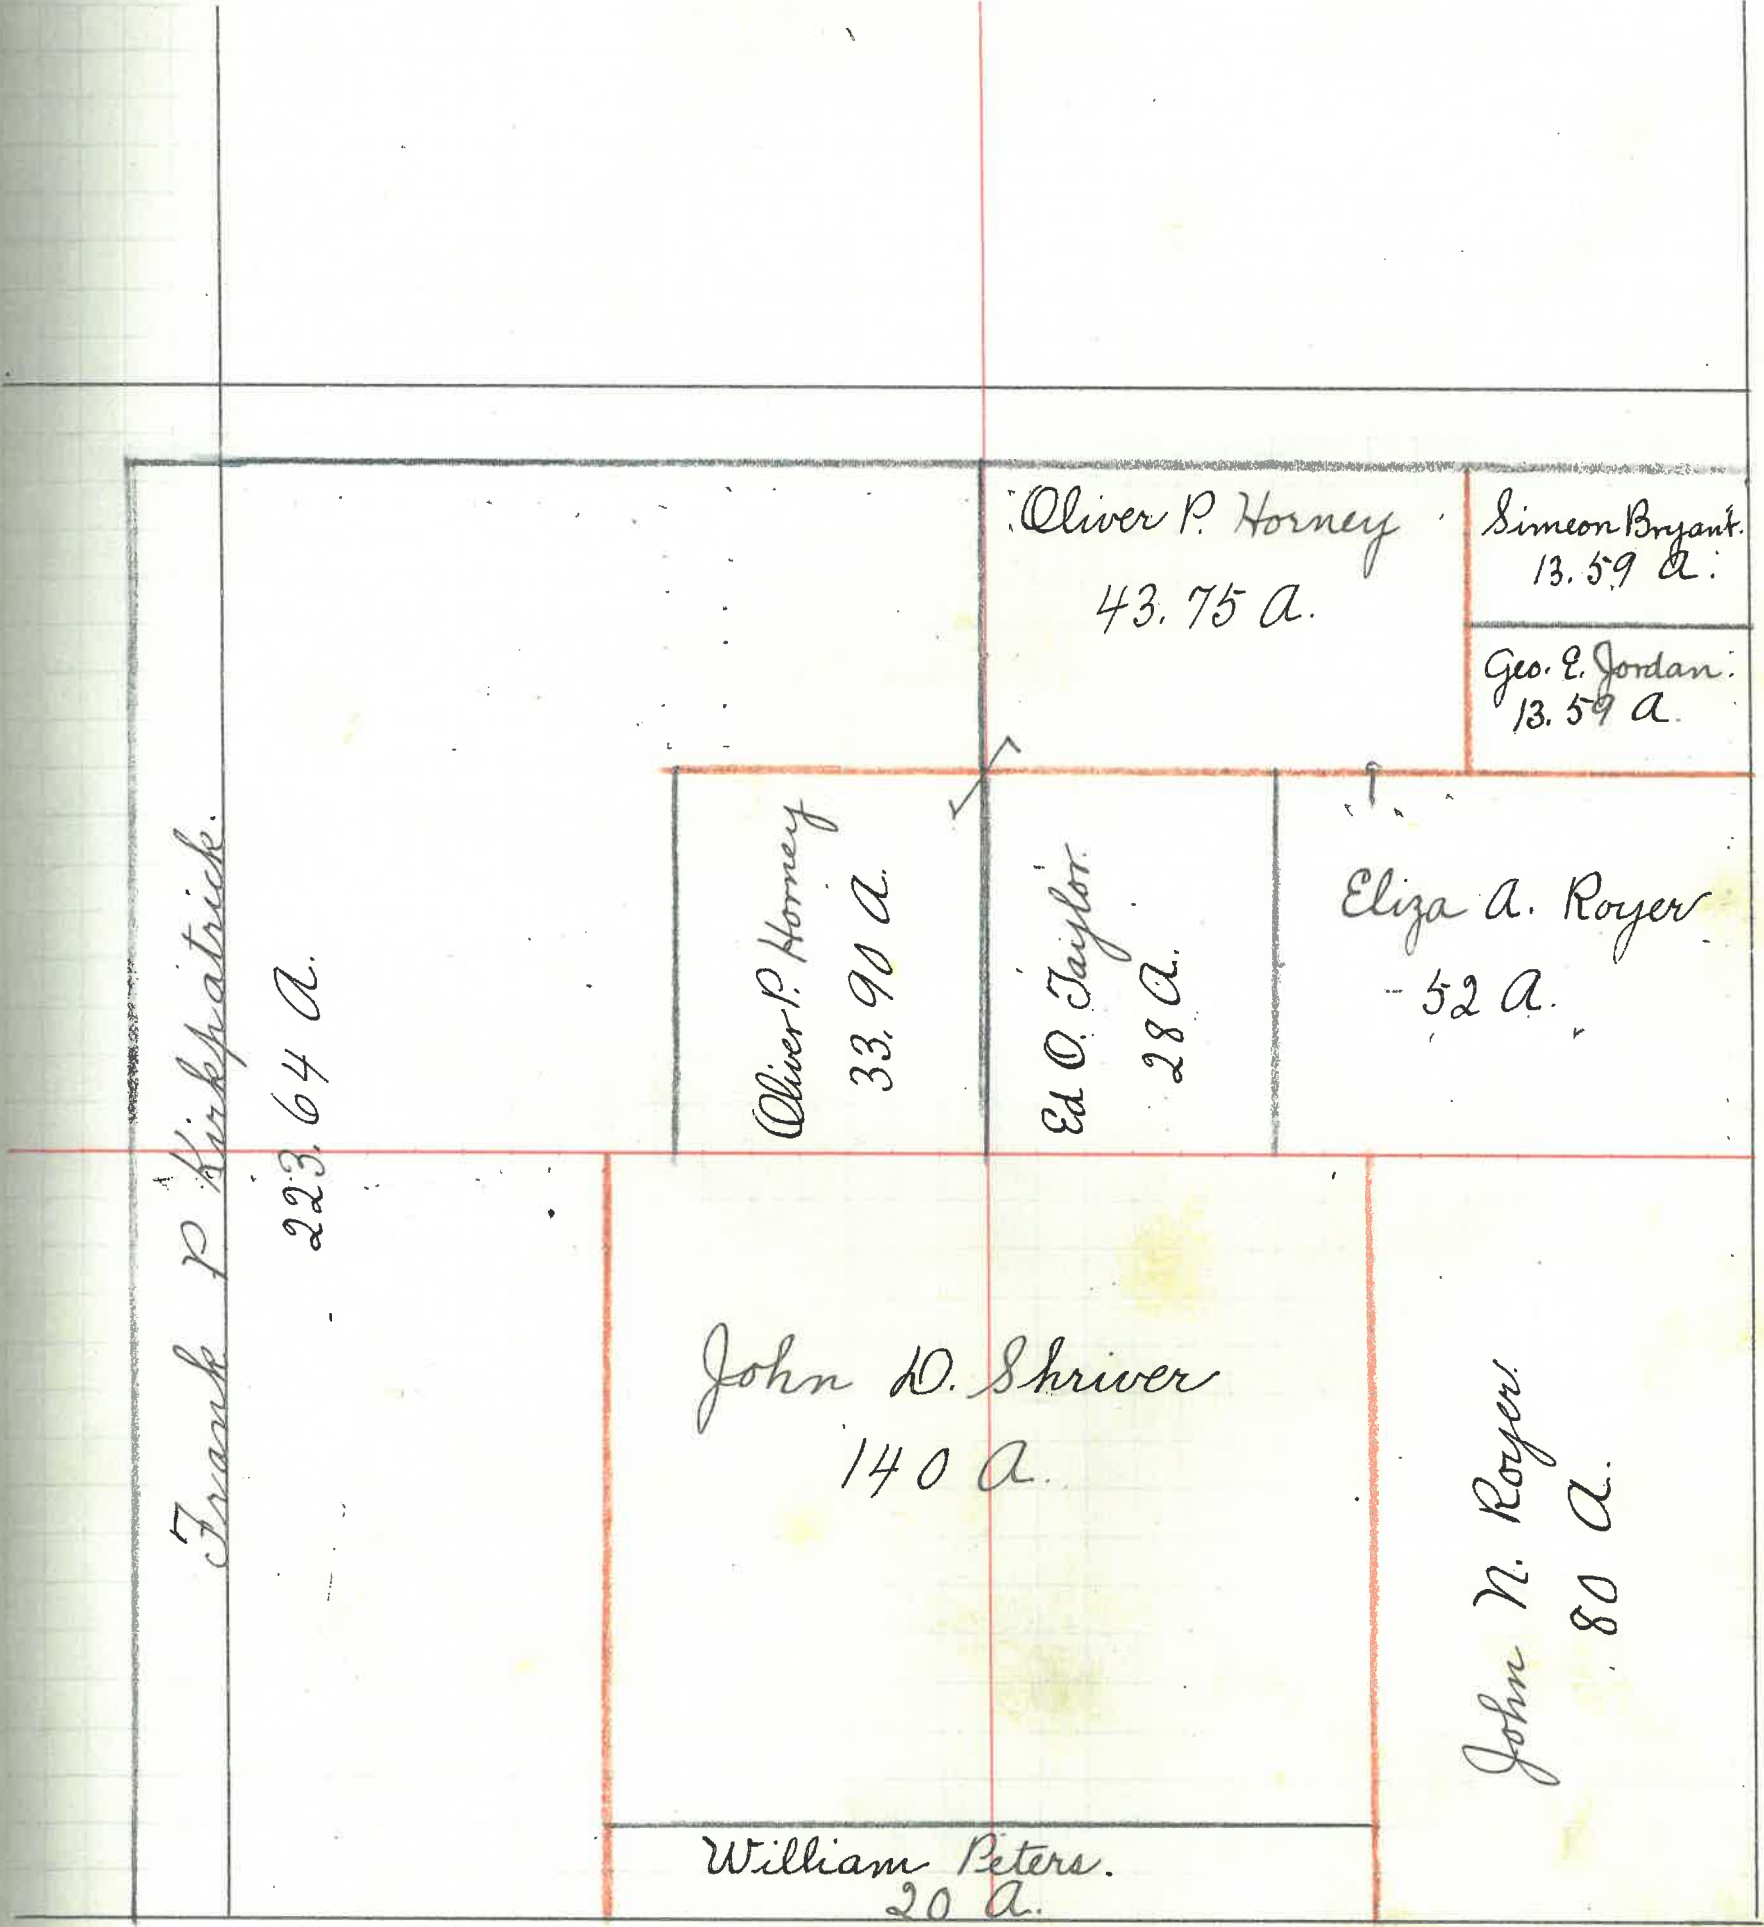 Oliver P. Horney
43.75 A.
Simeon Bryant.
13.59 A.
Geo. E. Jordan.
13.59 A.
Frank P Kirkpatrick.
223.64 A.
Oliver P. Horney
33.90 A.
Ed O. Taylor.
28 A.
Eliza A. Royer
52 A.
John D. Shriver
140 A.
John N. Royer.
80 A.
William Peters.
20 A.